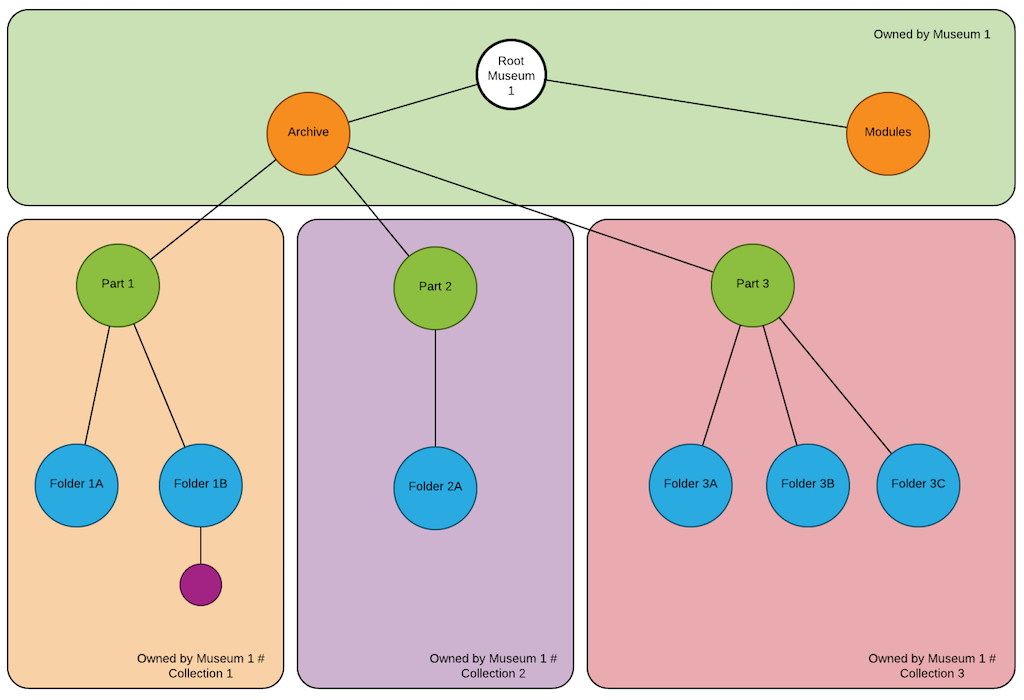 Owned by Museum 1
Root
Museum
1
Archive
Modules
Part 1
Part 2
Part 3
Folder 1A
Folder 1B
Folder 2A
Folder 3A
Folder 3B
Folder 3C
Owned by Museum 1 #
Collection 1
Owned by Museum 1 #
Collection 2
Owned by Museum 1 #
Collection 3